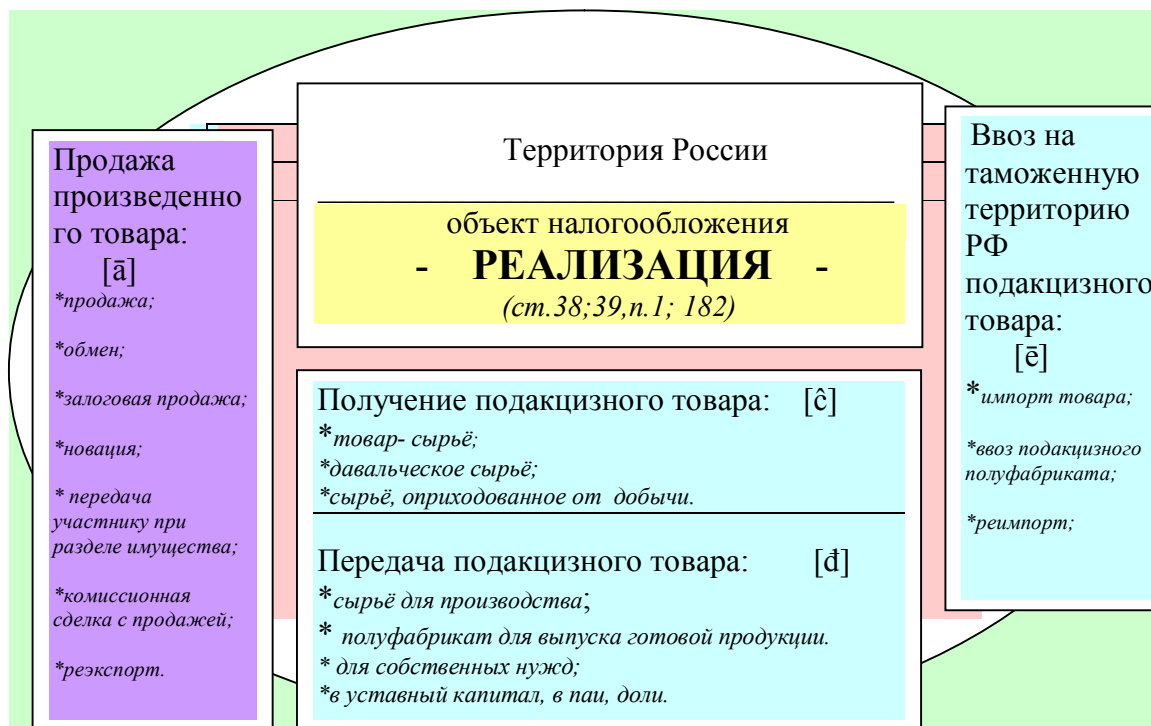 Территория России
объект налогообложения
- РЕАЛИЗАЦИЯ -
(ст.38;39,п.1; 182)
Продажа
произведенно
го товара:
[ā]
*продажа;
*обмен;
*залоговая продажа;
*новация;
* передача
участнику при
разделе имущества;
*комиссионная
сделка с продажей;
*реэкспорт.
Получение подакцизного товара: [ĉ]
*товар- сырьё;
*давальческое сырьё;
*сырьё, оприходованное от добычи.
Передача подакцизного товара: [đ]
*сырьё для производства;
* полуфабрикат для выпуска готовой продукции.
* для собственных нужд;
*в уставный капитал, в паи, доли.
Ввоз на
таможенную
территорию
РФ
подакцизного
товара:
[ē]
*импорт товара;
*ввоз подакцизного
полуфабриката;
*реимпорт;